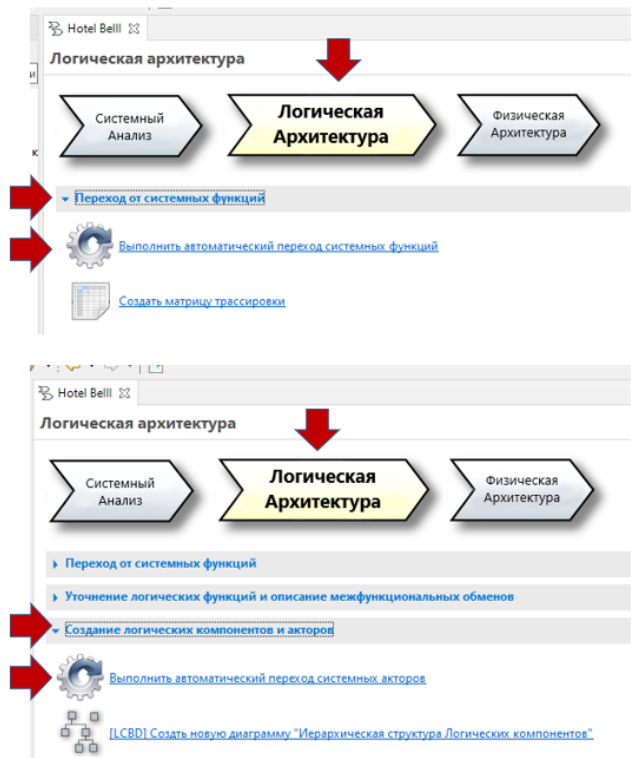 Hotel Belll
Логическая архитектура
и
Системный
Анализ
Логическая
Архитектура
Физическая
Архитектура
к
Переход от системных функций
Выполнить автоматический переход системных функций
Создать матрицу трассировки
Hotel Belll
Логическая архитектура
Системный
Анализ
Логическая
Архитектура
Физическая
Архитектура
Переход от системных функций
Уточнение логических функций и описание межфункциональных обменов
Создание логических компонентов и акторов
Выполнить автоматический переход системных акторов
[LCBD] Создть новую диаграмму "Иерархическая структура Логических компонентов"